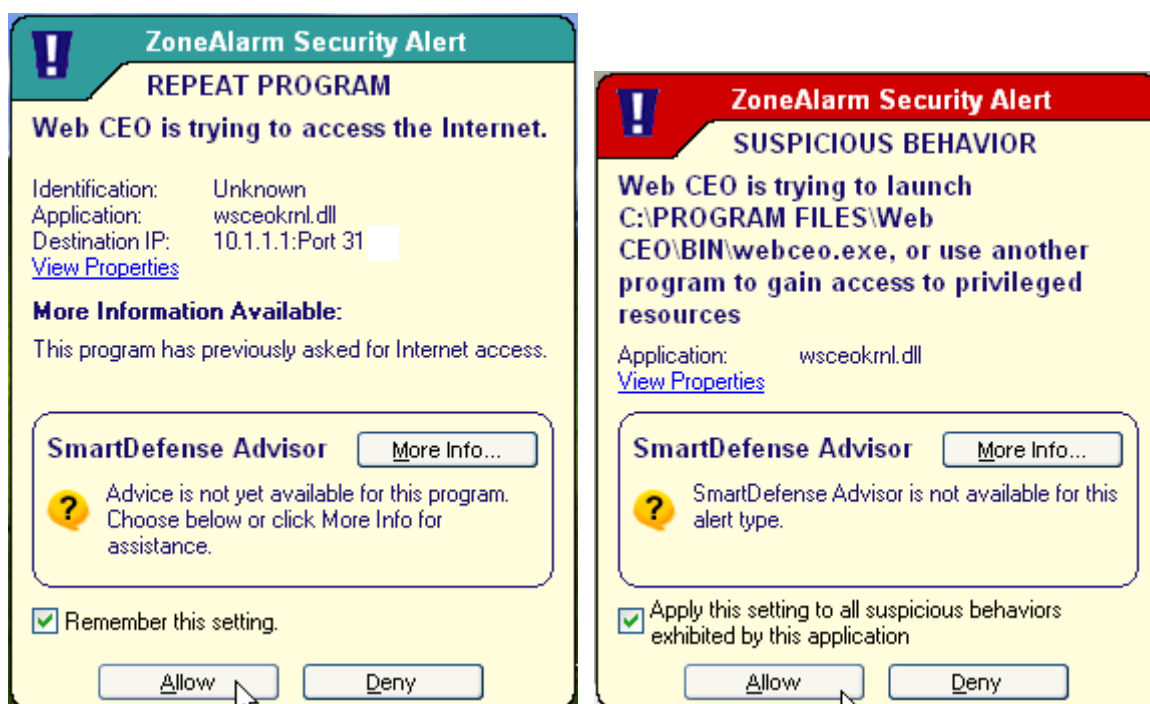 ZoneAlarm Security Alert
REPEAT PROGRAM
Web CEO is trying to access the Internet.
Identification: Unknown
Application: wsceokrnl.dll
Destination IP: 10.1.1.1:Port 31
View Properties
More Information Available:
This program has previously asked for Internet access.
SmartDefense Advisor More Info...
Advice is not yet available for this program.
Choose below or click More Info for
assistance.
Remember this setting.
Allow Deny
ZoneAlarm Security Alert
SUSPICIOUS BEHAVIOR
Web CEO is trying to launch
C:\PROGRAM FILES\Web
CEO\BIN\webceo.exe, or use another
program to gain access to privileged
resources
Application: wsceokrnl.dll
View Properties
SmartDefense Advisor More Info...
SmartDefense Advisor is not available for this
alert type.
Apply this setting to all suspicious behaviors
exhibited by this application
Allow Deny